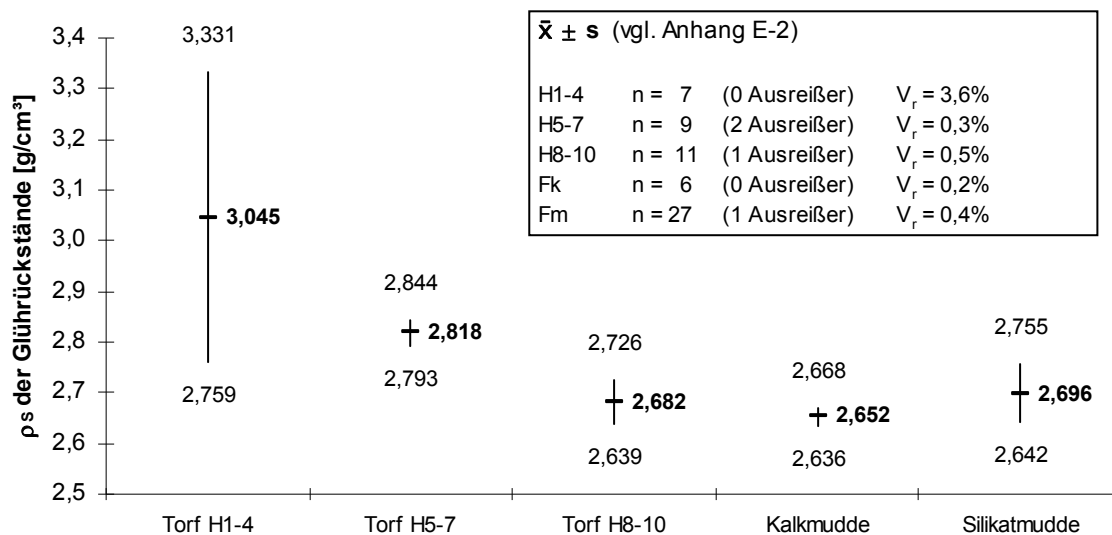 ρs der Glührückstände [g/cm³]
3,4
3,3
3,2
3,1
3,0
2,9
2,8
2,7
2,6
2,5
3,331
3,045
2,759
2,844
2,818
2,793
2,726
2,682
2,639
2,668
2,652
2,636
2,755
2,696
2,642
x̄ ± s (vgl. Anhang E-2)
H1-4 n = 7 (0 Ausreißer) Vr = 3,6%
H5-7 n = 9 (2 Ausreißer) Vr = 0,3%
H8-10 n = 11 (1 Ausreißer) Vr = 0,5%
Fk n = 6 (0 Ausreißer) Vr = 0,2%
Fm n = 27 (1 Ausreißer) Vr = 0,4%
Torf H1-4
Torf H5-7
Torf H8-10
Kalkmudde
Silikatmudde